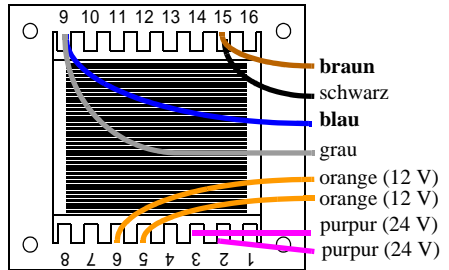 9 10 11 12 13 14 15 16
braun
schwarz
blau
grau
orange (12 V)
orange (12 V)
purpur (24 V)
purpur (24 V)
8 7 6 5 4 3 2 1